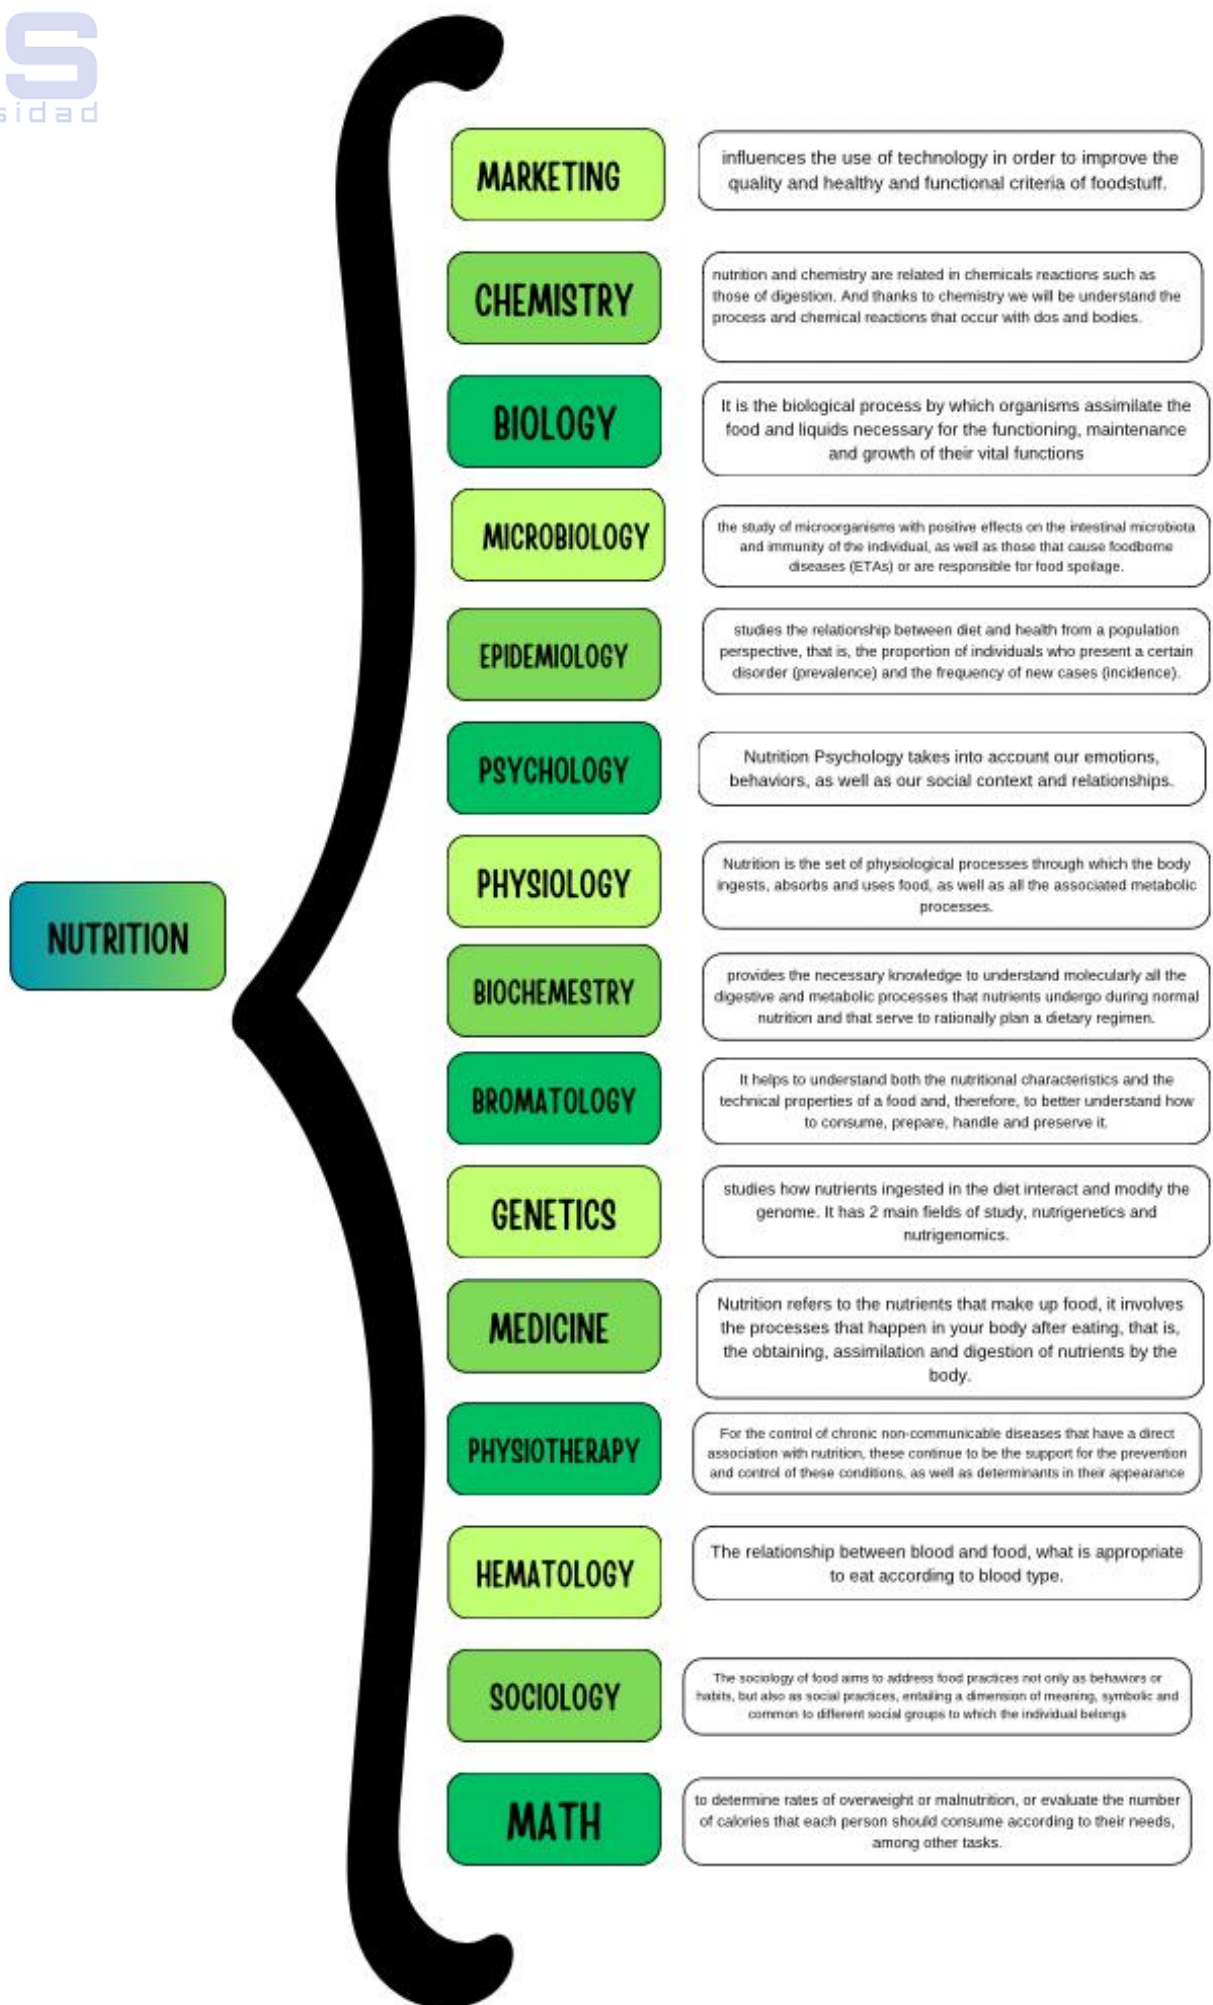 S
sidad
MARKETING
influences the use of technology in order to improve the
quality and healthy and functional criteria of foodstuff.
CHEMISTRY
nutrition and chemistry are related in chemicals reactions such as
those of digestion. And thanks to chemistry we will be understand the
process and chemical reactions that occur with dos and bodies.
BIOLOGY
It is the biological process by which organisms assimilate the
food and liquids necessary for the functioning, maintenance
and growth of their vital functions
MICROBIOLOGY
the study of microorganisms with positive effects on the intestinal microbiota
and immunity of the individual, as well as those that cause foodborne
diseases (ETAs) or are responsible for food spoilage.
EPIDEMIOLOGY
studies the relationship between diet and health from a population
perspective, that is, the proportion of individuals who present a certain
disorder (prevalence) and the frequency of new cases (incidence).
PSYCHOLOGY
Nutrition Psychology takes into account our emotions,
behaviors, as well as our social context and relationships.
PHYSIOLOGY
Nutrition is the set of physiological processes through which the body
ingests, absorbs and uses food, as well as all the associated metabolic
processes.
NUTRITION
BIOCHEMESTRY
provides the necessary knowledge to understand molecularly all the
digestive and metabolic processes that nutrients undergo during normal
nutrition and that serve to rationally plan a dietary regimen.
BROMATOLOGY
It helps to understand both the nutritional characteristics and the
technical properties of a food and, therefore, to better understand how
to consume, prepare, handle and preserve it.
GENETICS
studies how nutrients ingested in the diet interact and modify the
genome. It has 2 main fields of study, nutrigenetics and
nutrigenomics.
MEDICINE
Nutrition refers to the nutrients that make up food, it involves
the processes that happen in your body after eating, that is,
the obtaining, assimilation and digestion of nutrients by the
body.
PHYSIOTHERAPY
For the control of chronic non-communicable diseases that have a direct
association with nutrition, these continue to be the support for the prevention
and control of these conditions, as well as determinants in their appearance
HEMATOLOGY
The relationship between blood and food, what is appropriate
to eat according to blood type.
SOCIOLOGY
The sociology of food aims to address food practices not only as behaviors or
habits, but also as social practices, entailing a dimension of meaning, symbolic and
common to different social groups to which the individual belongs
MATH
to determine rates of overweight or malnutrition, or evaluate the number
of calories that each person should consume according to their needs,
among other tasks.